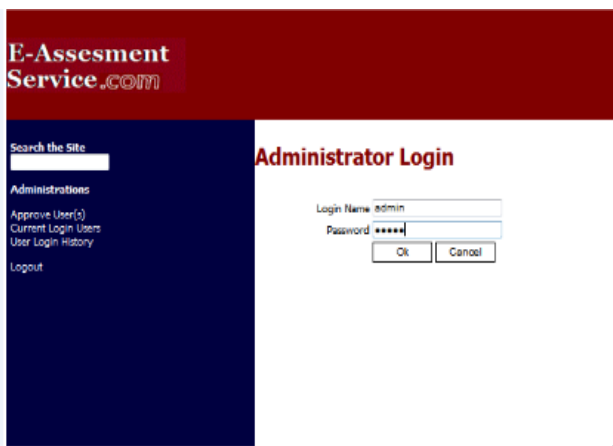 E-Assesment
Service.com
Search the Site
Administrator Login
Administrations
Login Name admin
Approve User(s)
Password •••••
Current Login Users
User Login History
Ok Cancel
Logout